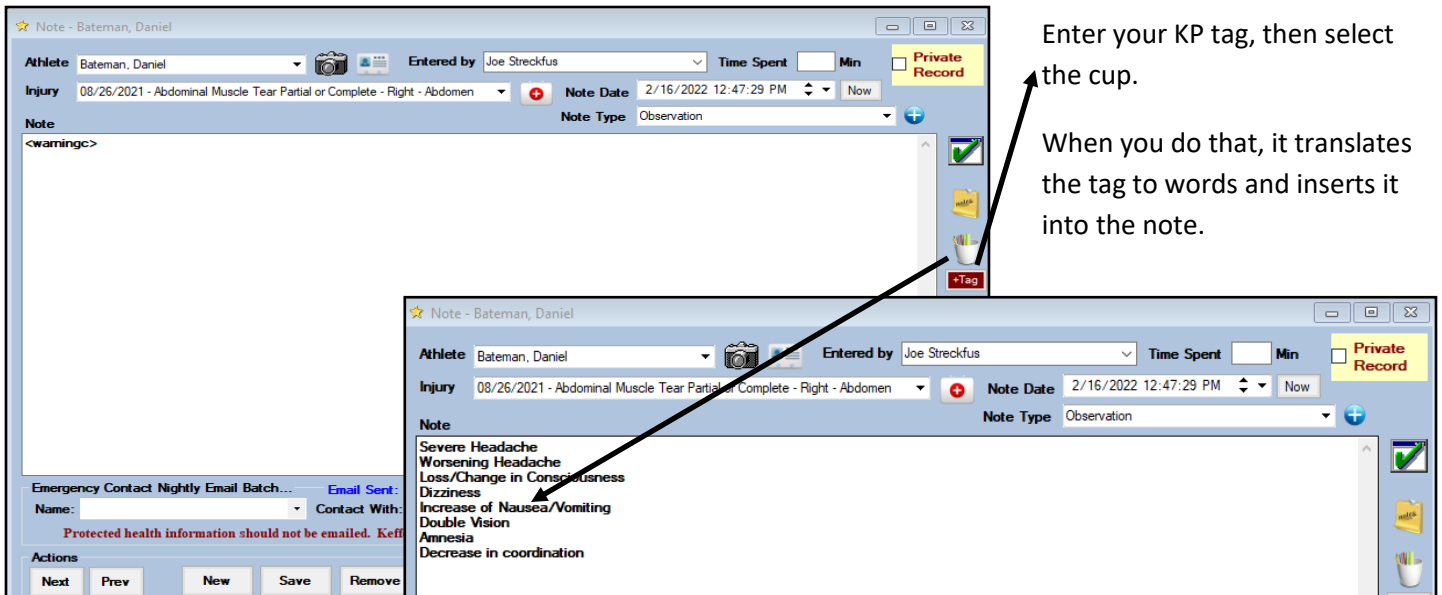 Note - Bateman, Daniel
Athlete Bateman, Daniel Entered by Joe Streckfus Time Spent Min Private Record
Injury 08/26/2021 - Abdominal Muscle Tear Partial or Complete - Right - Abdomen Note Date 2/16/2022 12:47:29 PM Now
Note Note Type Observation
<warningc>
notes
+Tag
Emergency Contact Nightly Email Batch... Email Sent:
Name: Contact With:
Protected health information should not be emailed. Keff
Actions
Next Prev New Save Remove
Enter your KP tag, then select
the cup.
When you do that, it translates
the tag to words and inserts it
into the note.
Note - Bateman, Daniel
Athlete Bateman, Daniel Entered by Joe Streckfus Time Spent Min Private Record
Injury 08/26/2021 - Abdominal Muscle Tear Partial or Complete - Right - Abdomen Note Date 2/16/2022 12:47:29 PM Now
Note Note Type Observation
Severe Headache
Worsening Headache
Loss/Change in Consciousness
Dizziness
Increase of Nausea/Vomiting
Double Vision
Amnesia
Decrease in coordination
notes